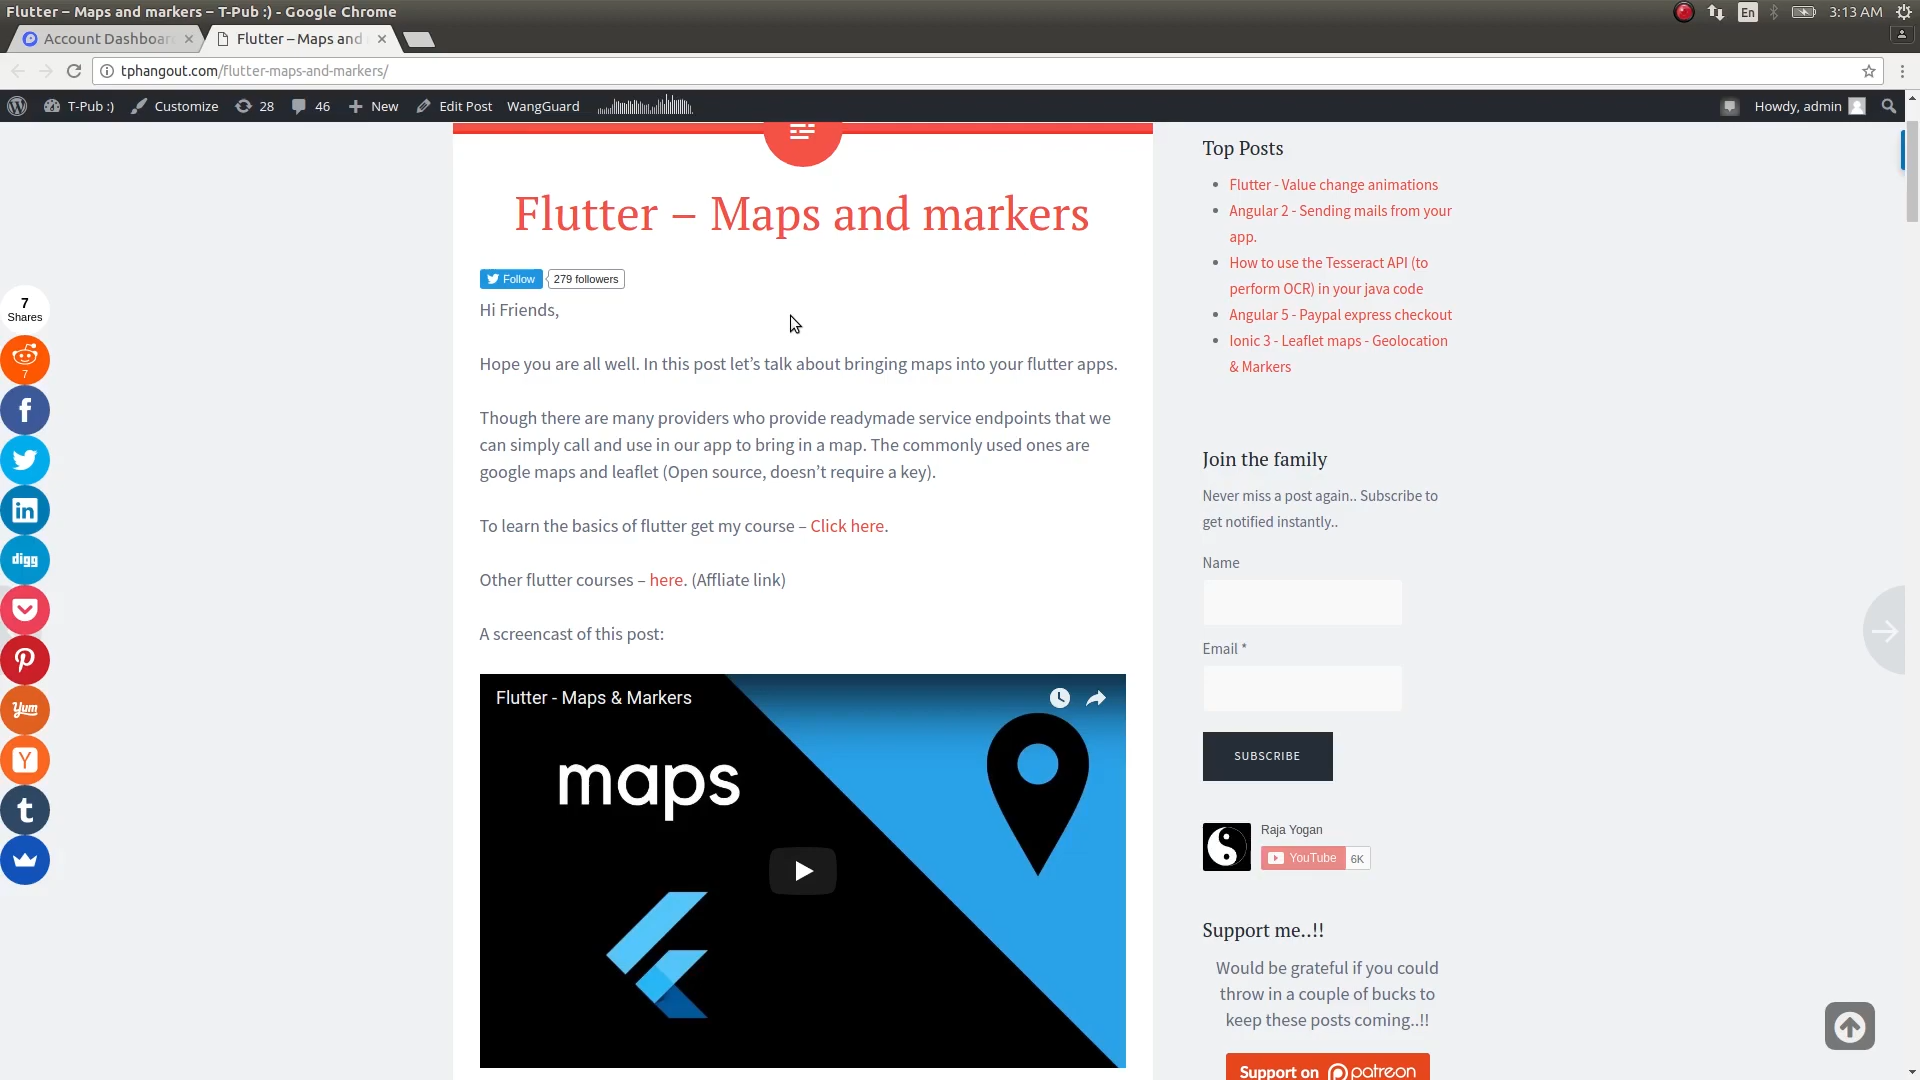 Flutter – Maps and markers – T-Pub :) - Google Chrome
En
3:13 AM
Account Dashboar
Flutter – Maps and
tphangout.com/flutter-maps-and-markers/
T-Pub :)
Customize
28
46
New
Edit Post
WangGuard
Howdy, admin
Flutter – Maps and markers
Follow
279 followers
Hi Friends,
Hope you are all well. In this post let’s talk about bringing maps into your flutter apps.
Though there are many providers who provide readymade service endpoints that we
can simply call and use in our app to bring in a map. The commonly used ones are
google maps and leaflet (Open source, doesn’t require a key).
To learn the basics of flutter get my course – Click here.
Other flutter courses – here. (Affliate link)
A screencast of this post:
Flutter - Maps & Markers
maps
7
Shares
7
digg
Yum
Top Posts
Flutter - Value change animations
Angular 2 - Sending mails from your
app.
How to use the Tesseract API (to
perform OCR) in your java code
Angular 5 - Paypal express checkout
Ionic 3 - Leaflet maps - Geolocation
& Markers
Join the family
Never miss a post again.. Subscribe to
get notified instantly..
Name
Email *
SUBSCRIBE
Raja Yogan
YouTube
6K
Support me..!!
Would be grateful if you could
throw in a couple of bucks to
keep these posts coming..!!
Support on patreon